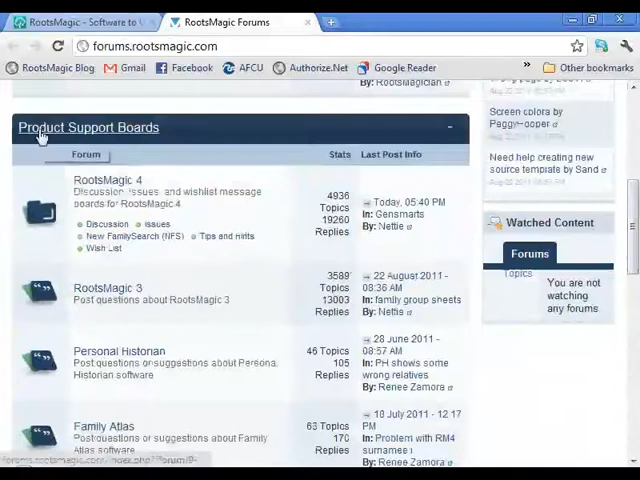 RootsMagic - Software to U
RootsMagic Forums
forums.rootsmagic.com
RootsMagic Blog Gmail Facebook AFCU Authorize.Net Google Reader » Other bookmarks
By: RootsMagician
Product Support Boards
Forum Stats Last Post Info
RootsMagic 4
Discussion, issues, and wishlist message
boards for RootsMagic 4
Discussion Issues
New FamilySearch (NFS) Tips and Hints
Wish List
4936
Topics
19260
Replies
Today, 05:40 PM
In: Gensmarts
By: Nettie
RootsMagic 3
Post questions about RootsMagic 3
3589
Topics
13003
Replies
22 August 2011 -
08:36 AM
In: family group sheets
By: Nettie
Personal Historian
Post questions or suggestions about Personal
Historian software
46 Topics
105
Replies
28 June 2011 -
08:57 AM
In: PH shows some
wrong relatives
By: Renee Zamora
Family Atlas
Post questions or suggestions about Family
Atlas software
63 Topics
170
Replies
18 July 2011 - 12:17
PM
In: Problem with RM4
surnames
By: Renee Zamora
Screen colors by
Peggy-ooper
Need help creating new
source template by Sand
Watched Content
Forums
Topics
You are not
watching
any forums